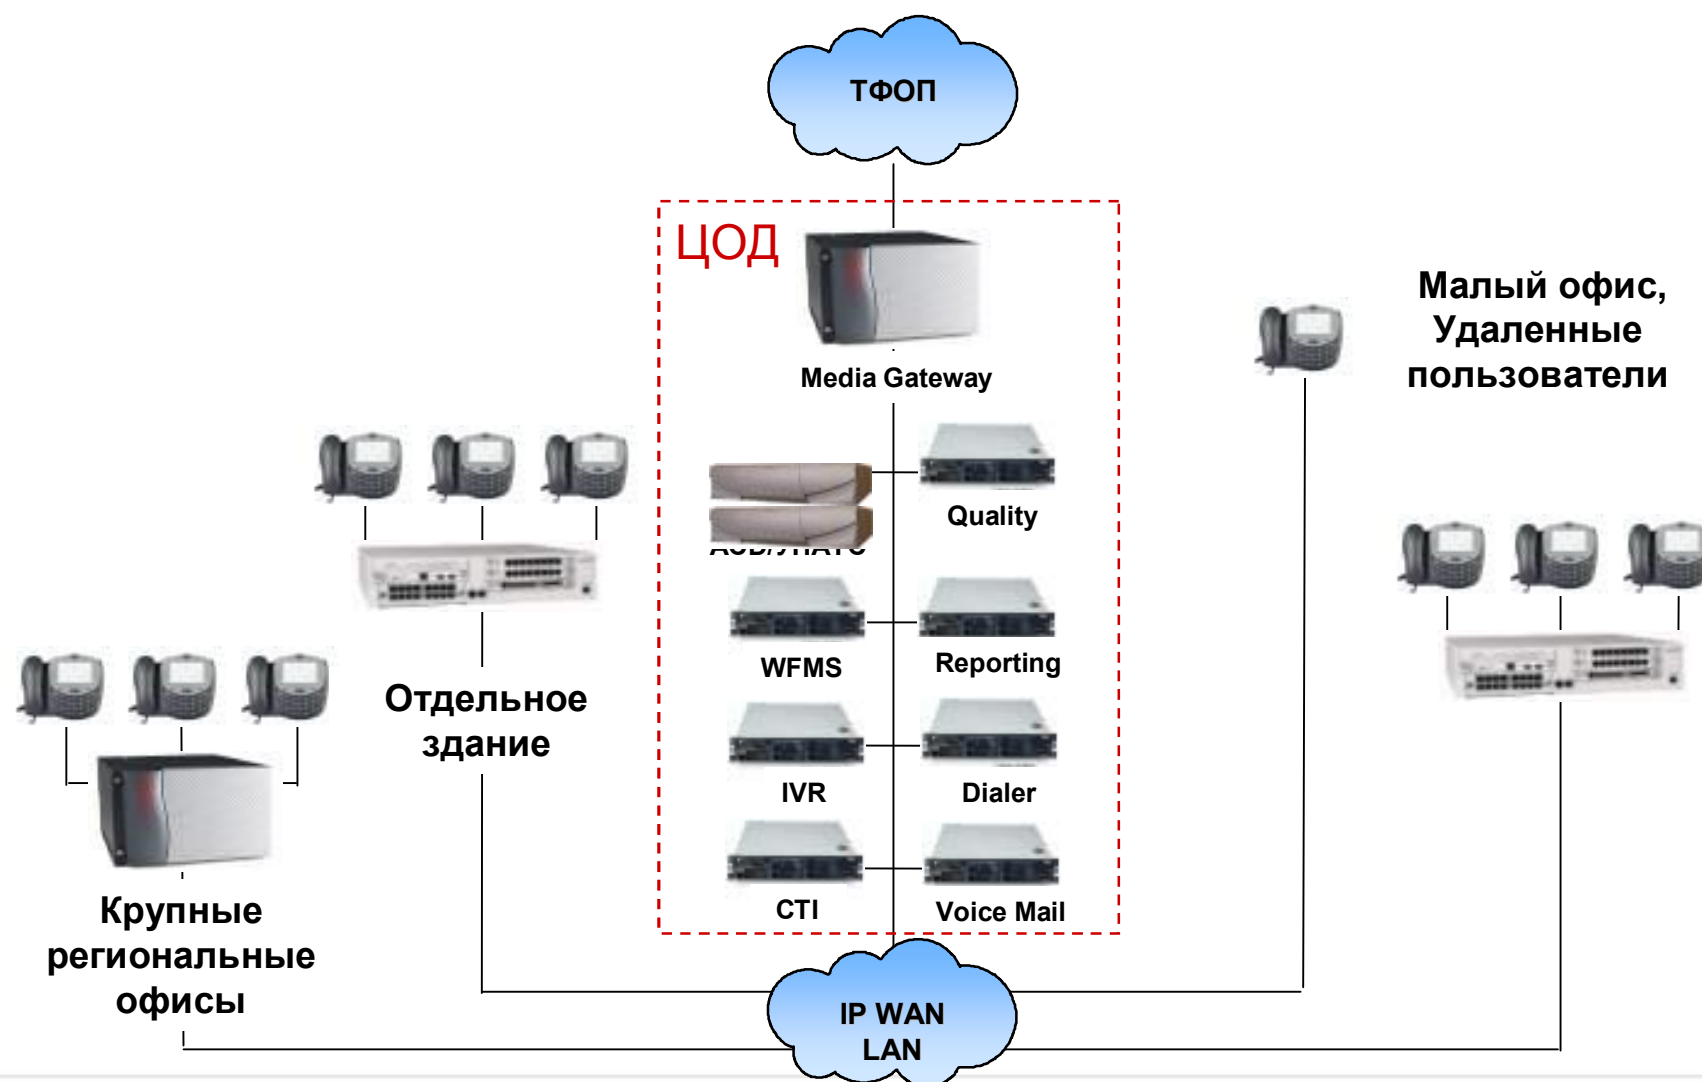 ТФОП
ЦОД
Media Gateway
Малый офис,
Удаленные
пользователи
Quality
WFMS
Reporting
Отдельное
здание
IVR
Dialer
CTI
Voice Mail
Крупные
региональные
офисы
IP WAN
LAN